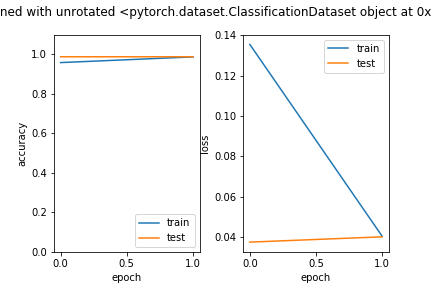 ned with unrotated <pytorch.dataset.ClassificationDataset object at 0x
1.0
0.8
0.6
0.4
0.2
0.0
accuracy
train
test
0.0 0.5 1.0
epoch
0.14
0.12
0.10
0.08
0.06
0.04
loss
train
test
0.0 0.5 1.0
epoch